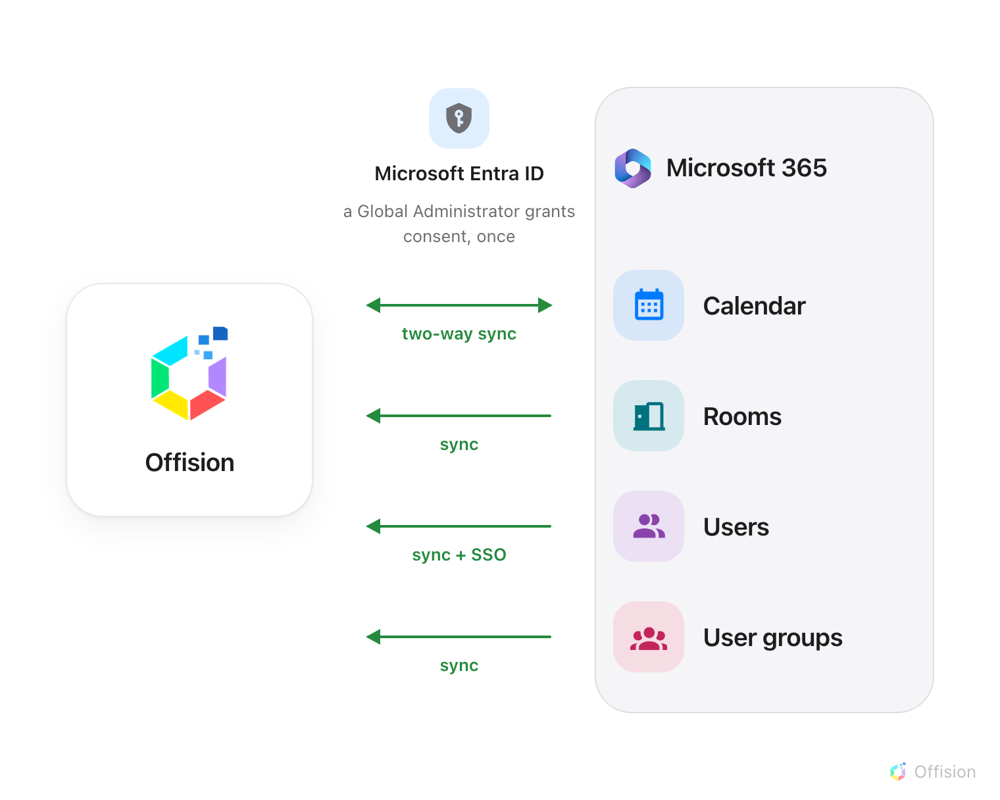 Microsoft Entra ID
a Global Administrator grants
consent, once
Microsoft 365
Offision
two-way sync
Calendar
sync
Rooms
sync + SSO
Users
sync
User groups
Offision